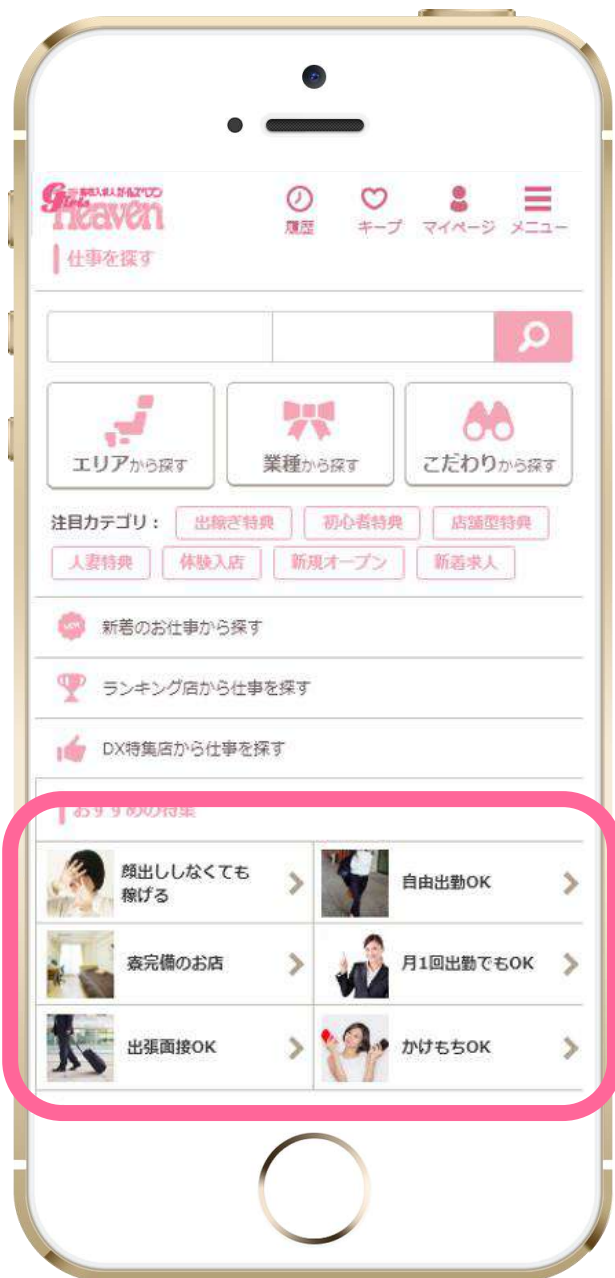 Girls
Heaven
履歴
キープ
マイページ
メニュー
仕事を探す
エリアから探す
業種から探す
こだわりから探す
注目カテゴリ：
出稼ぎ特典
初心者特典
店舗型特典
人妻特典
体験入店
新規オープン
新着求人
新着のお仕事から探す
ランキング店から仕事を探す
DX特集店から仕事を探す
おすすめの特集
顔出ししなくても
稼げる
自由出勤OK
寮完備のお店
月1回出勤でもOK
出張面接OK
かけもちOK